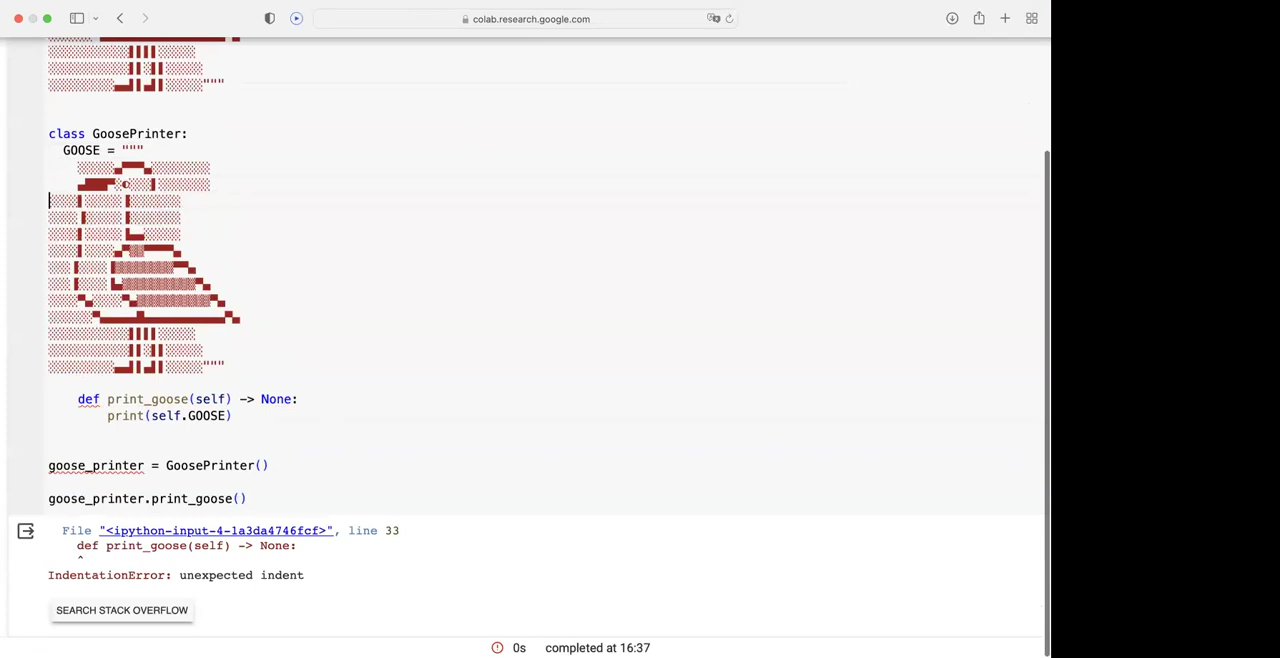 colab.research.google.com
"""
class GoosePrinter:
GOOSE = """
"""
def print_goose(self) -> None:
print(self.GOOSE)
goose_printer = GoosePrinter()
goose_printer.print_goose()
File "<ipython-input-4-1a3da4746fcf>", line 33
def print_goose(self) -> None:
^
IndentationError: unexpected indent
SEARCH STACK OVERFLOW
0s completed at 16:37